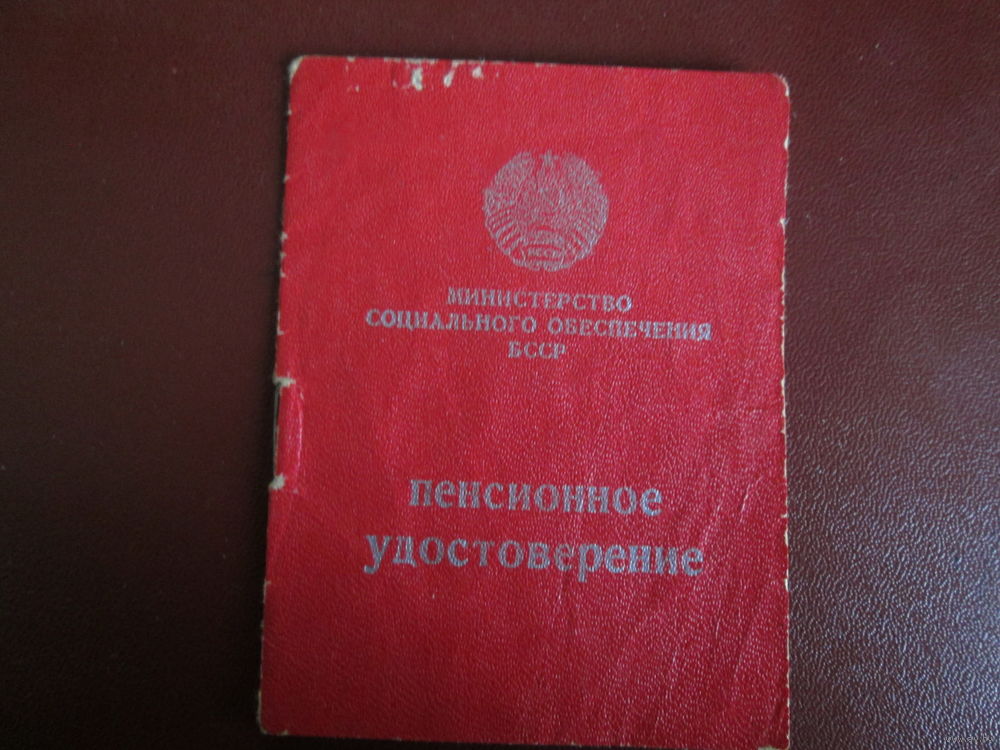 МИНИСТЕРСТВО
СОЦИАЛЬНОГО ОБЕСПЕЧЕНИЯ
БССР
пенсионное
удостоверение